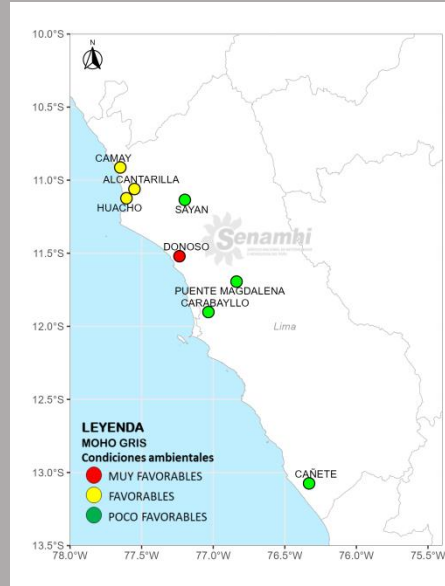 10.0°S
N
10.5°S
CAMAY
11.0°S
ALCANTARILLA
HUACHO
SAYAN
11.5°S
DONOSO
Senamhi
PUENTE MAGDALENA
CARABAYLLO
12.0°S
Lima
12.5°S
LEYENDA
MOHO GRIS
Condiciones ambientales
MUY FAVORABLES
FAVORABLES
POCO FAVORABLES
13.0°S
CAÑETE
13.5°S
78.0°W 77.5°W 77.0°W 76.5°W 76.0°W 75.5°W